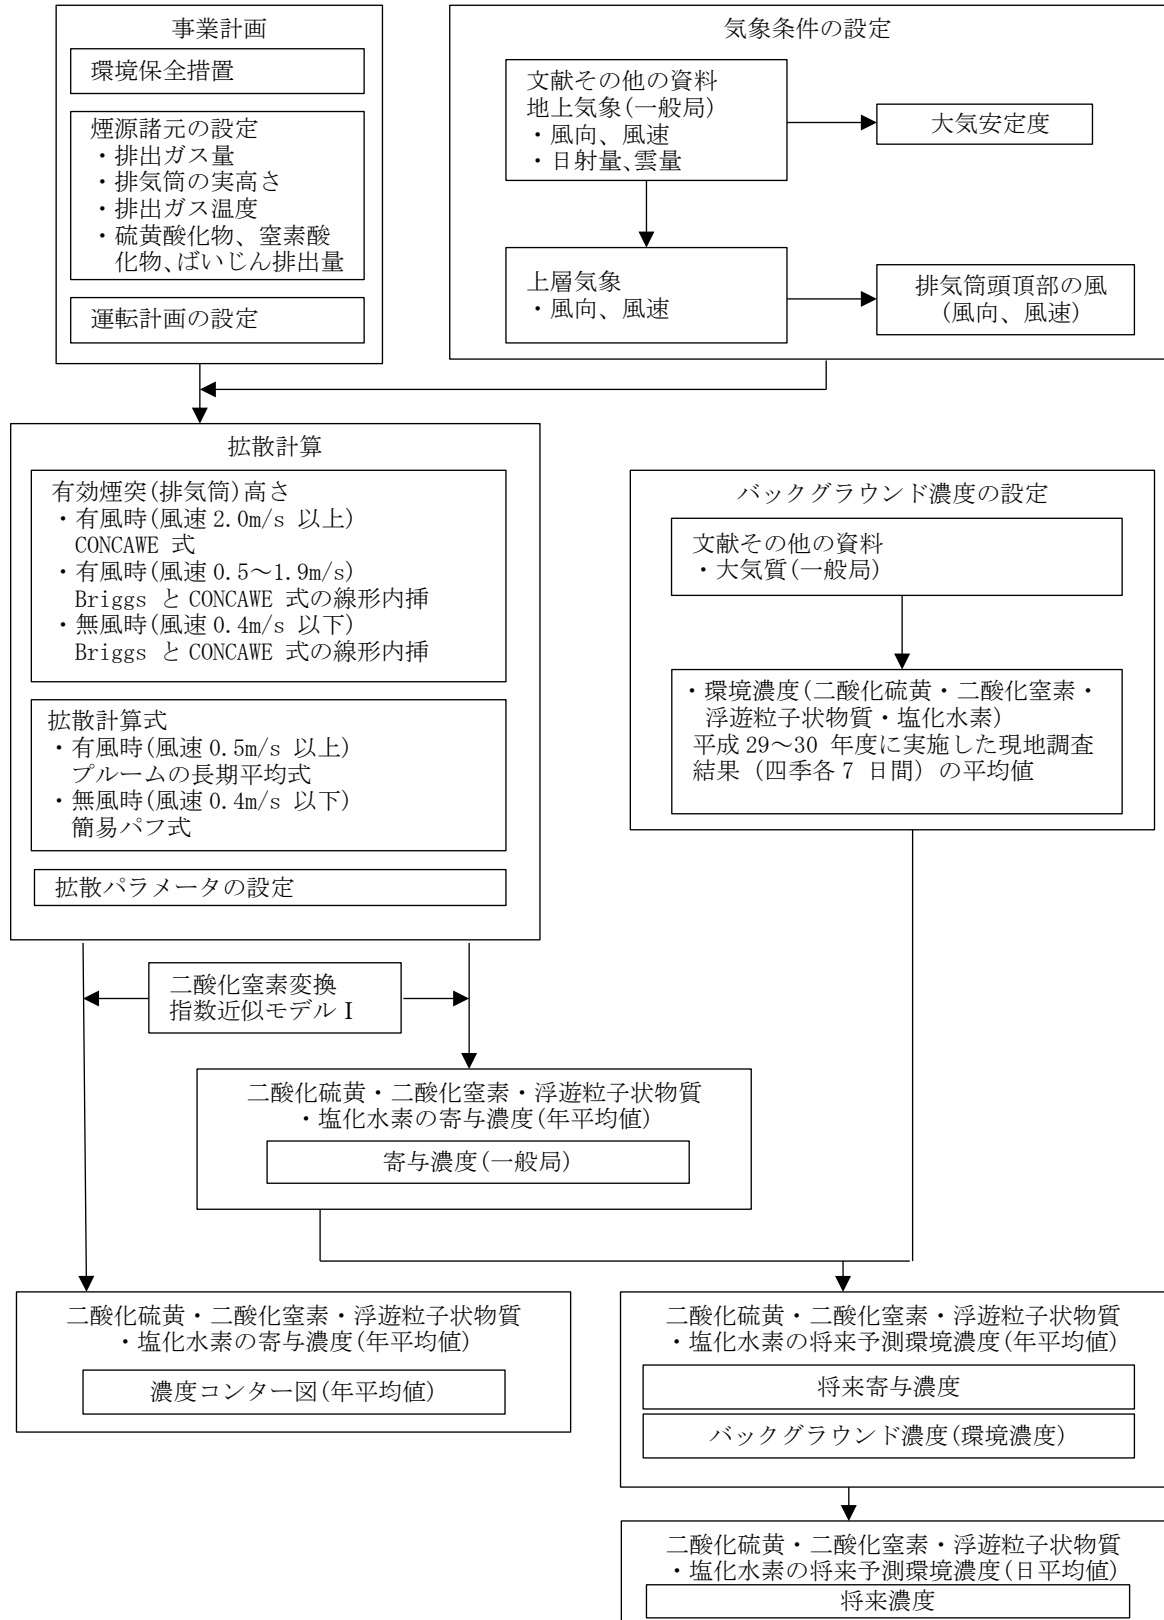 事業計画
環境保全措置
煙源諸元の設定
・排出ガス量
・排気筒の実高さ
・排出ガス温度
・硫黄酸化物、窒素酸
化物、ばいじん排出量
運転計画の設定
気象条件の設定
文献その他の資料
地上気象(一般局)
・風向、風速
・日射量、雲量
大気安定度
上層気象
・風向、風速
排気筒頭頂部の風
(風向、風速)
拡散計算
有効煙突(排気筒)高さ
・有風時(風速 2.0m/s 以上)
CONCAWE 式
・有風時(風速 0.5～1.9m/s)
Briggs と CONCAWE 式の線形内挿
・無風時(風速 0.4m/s 以下)
Briggs と CONCAWE 式の線形内挿
拡散計算式
・有風時(風速 0.5m/s 以上)
プルームの長期平均式
・無風時(風速 0.4m/s 以下)
簡易パフ式
拡散パラメータの設定
バックグラウンド濃度の設定
文献その他の資料
・大気質(一般局)
・環境濃度(二酸化硫黄・二酸化窒素・
浮遊粒子状物質・塩化水素)
平成 29～30 年度に実施した現地調査
結果（四季各 7 日間）の平均値
二酸化窒素変換
指数近似モデルⅠ
二酸化硫黄・二酸化窒素・浮遊粒子状物質
・塩化水素の寄与濃度(年平均値)
寄与濃度(一般局)
二酸化硫黄・二酸化窒素・浮遊粒子状物質
・塩化水素の寄与濃度(年平均値)
濃度コンター図(年平均値)
二酸化硫黄・二酸化窒素・浮遊粒子状物質
・塩化水素の将来予測環境濃度(年平均値)
将来寄与濃度
バックグラウンド濃度(環境濃度)
二酸化硫黄・二酸化窒素・浮遊粒子状物質
・塩化水素の将来予測環境濃度(日平均値)
将来濃度